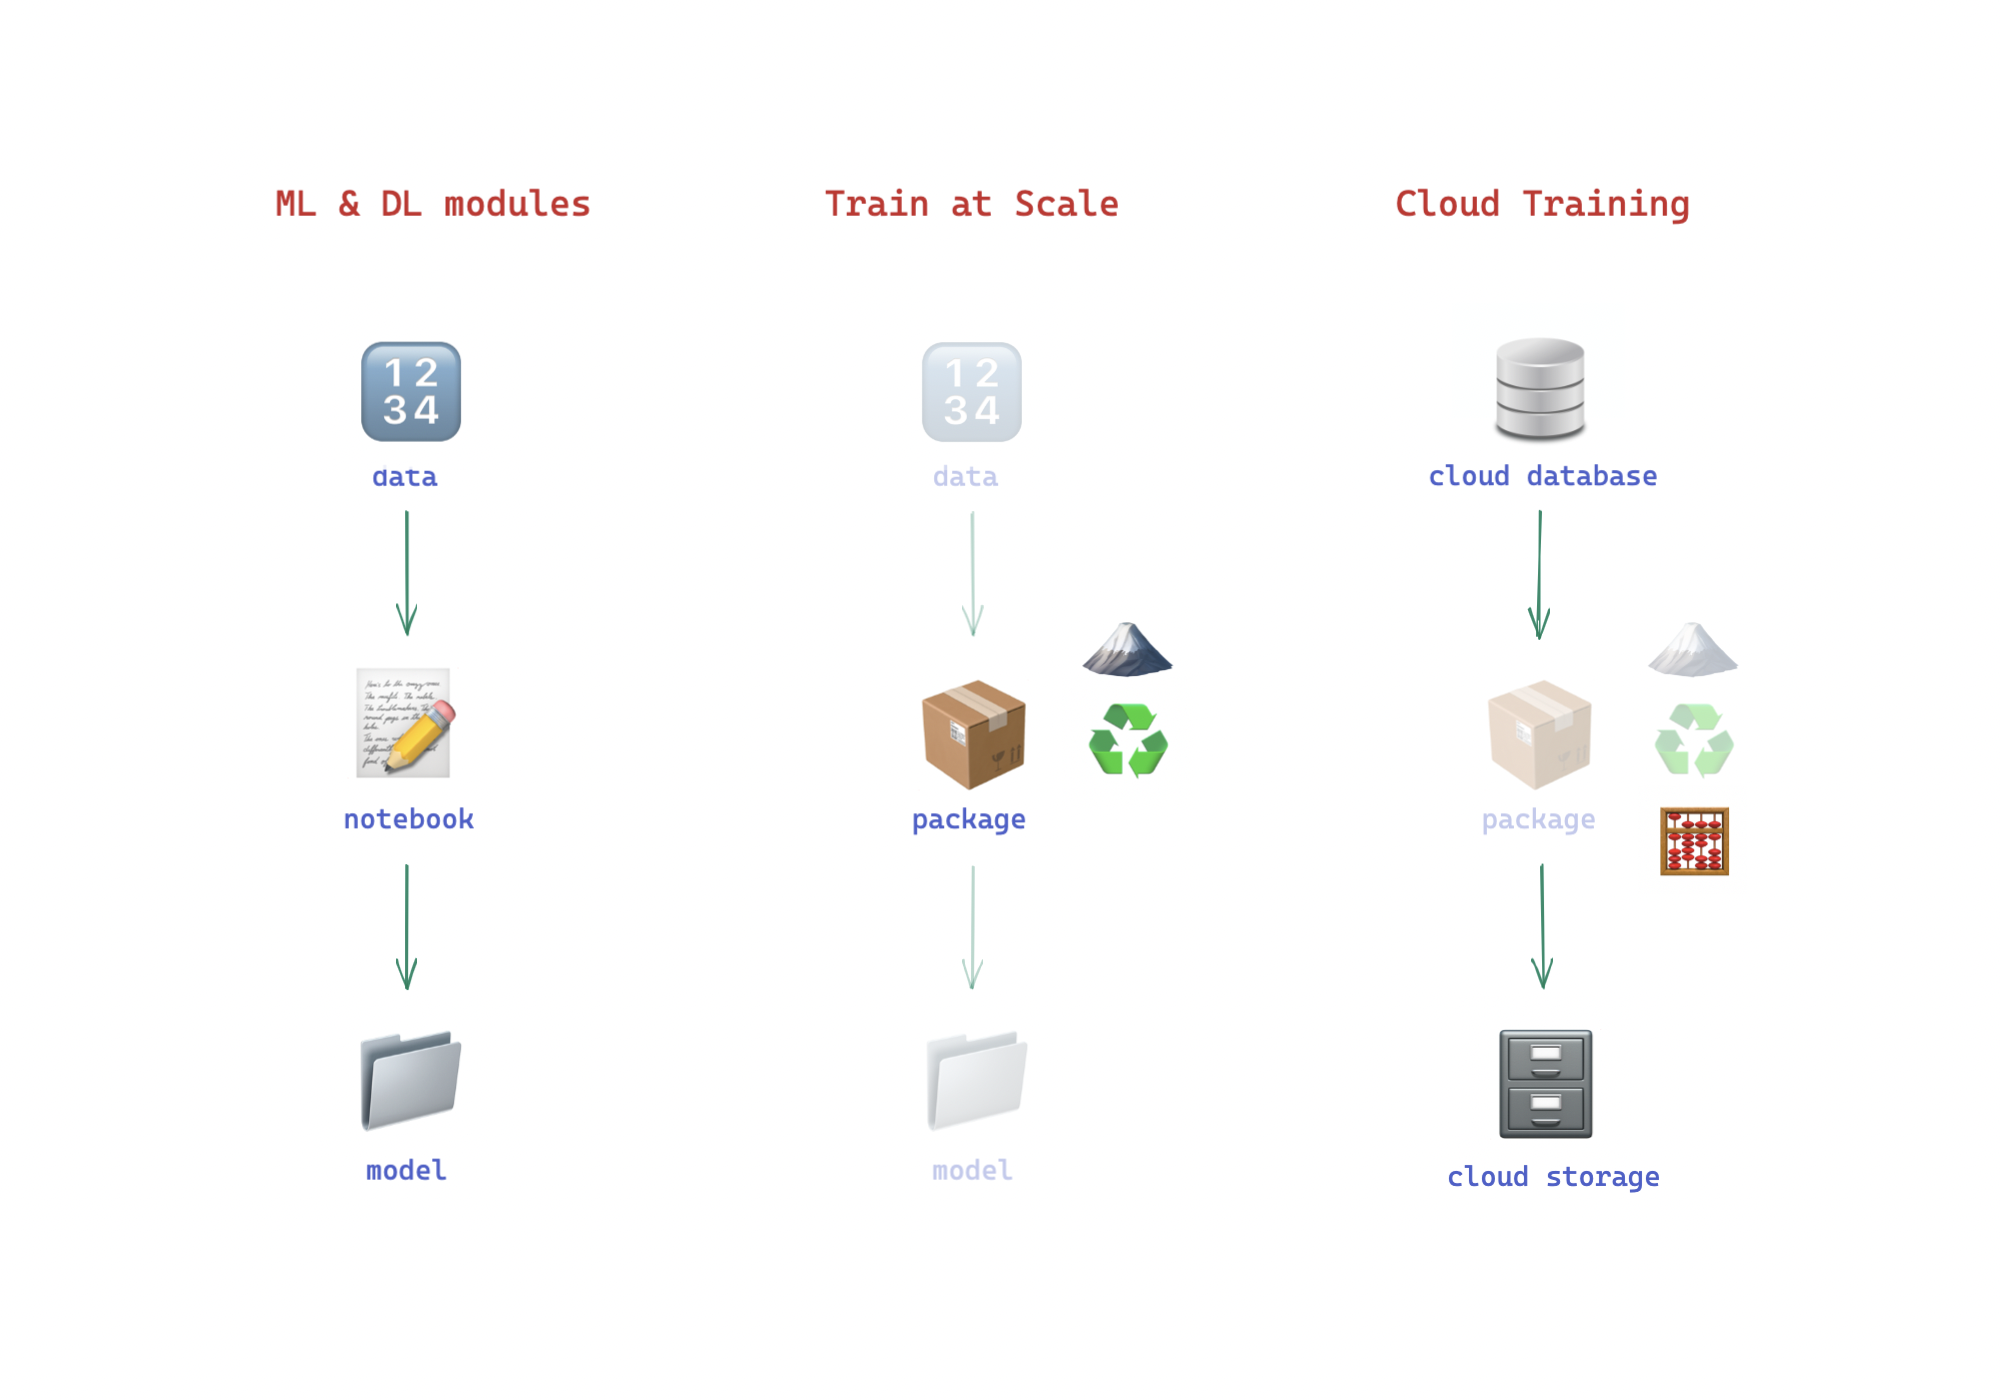 ML & DL modules
Train at Scale
Cloud Training
1 2
3 4
data
1 2
3 4
data
cloud database
notebook
package
package
model
model
cloud storage